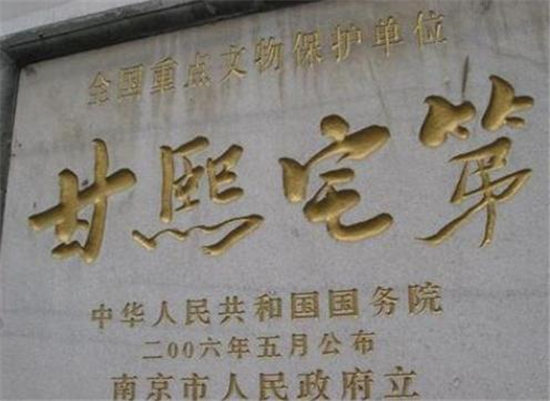 全国重点文物保护单位
甘熙宅第
中华人民共和国国务院
二00六年五月公布
南京市人民政府立